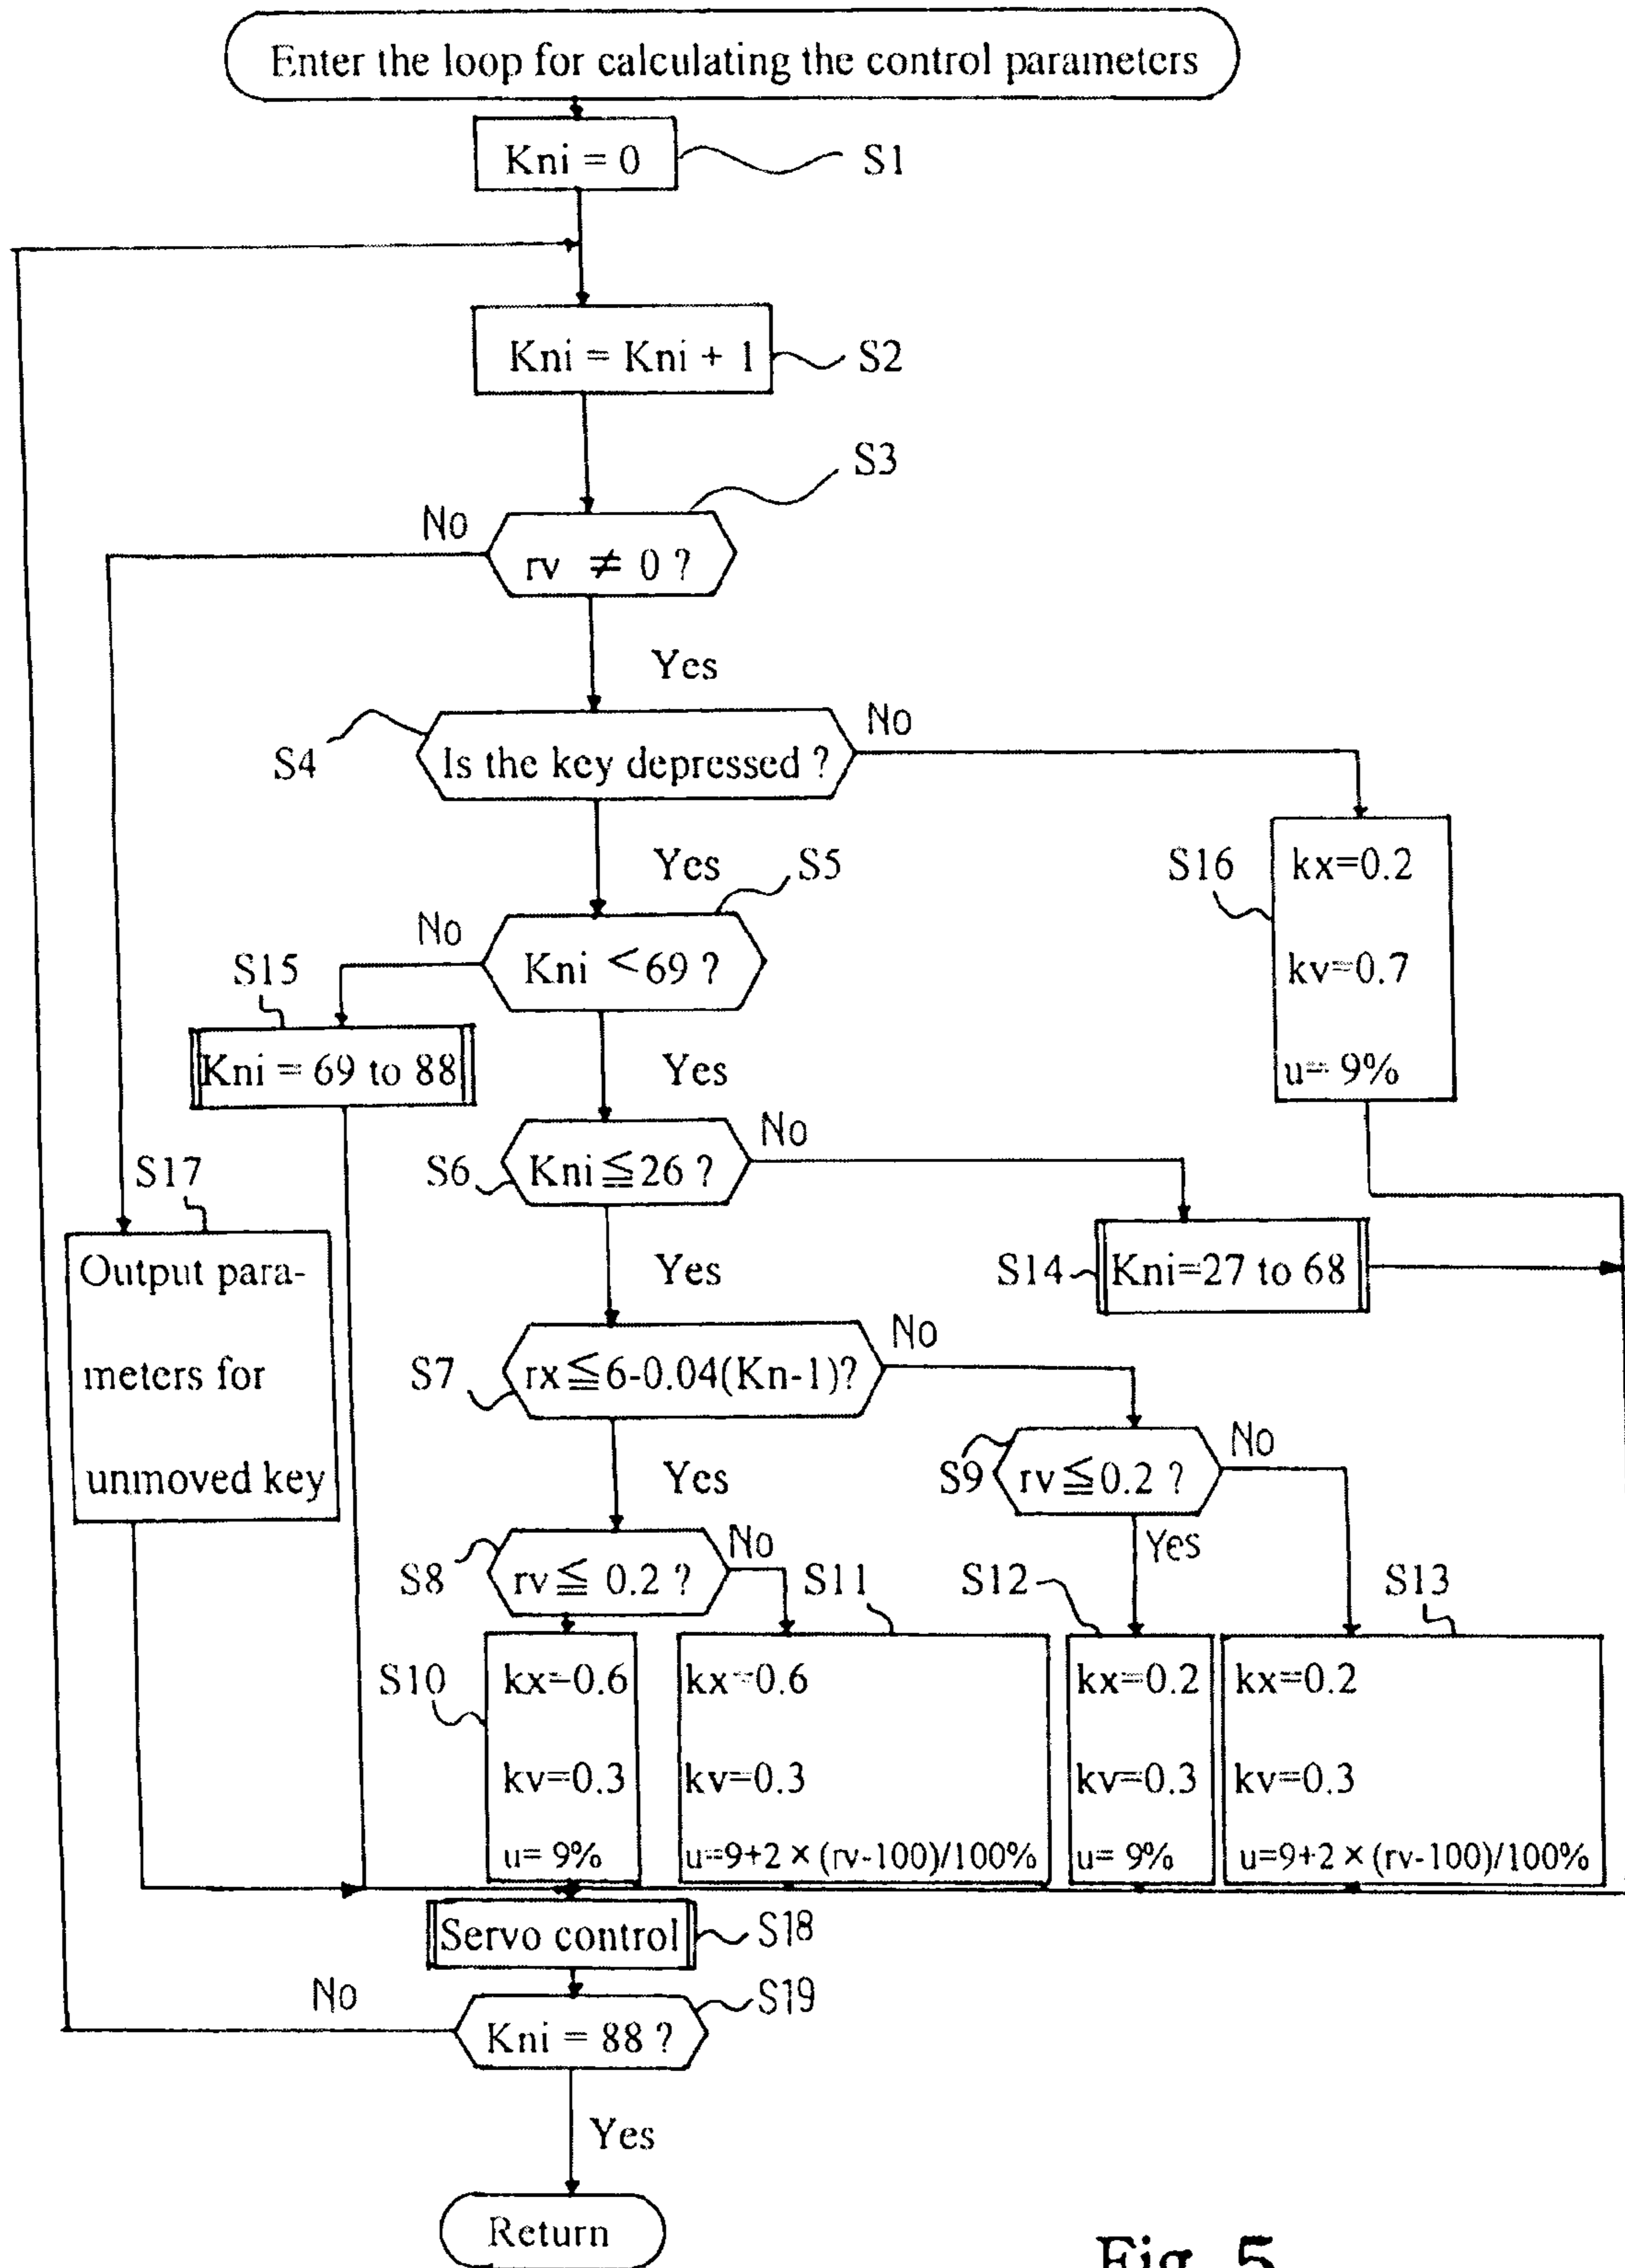 Enter the loop for calculating the control parameters
Kni = 0
S1
Kni = Kni + 1
S2
S3
No
rv ≠ 0 ?
Yes
No
S4
Is the key depressed ?
Yes
S5
S16
kx=0.2
kv=0.7
u= 9%
No
Kni < 69 ?
S15
Kni = 69 to 88
Yes
No
S6
Kni ≦ 26 ?
S17
Output para-
meters for
unmoved key
Yes
S14
Kni=27 to 68
No
S7
rx ≦ 6-0.04(Kn-1)?
Yes
No
S9
rv ≦ 0.2 ?
Yes
No
S8
rv ≦ 0.2 ?
S11
S12
S13
S10
kx=0.6
kv=0.3
u= 9%
kx=0.6
kv=0.3
u=9+2 × (rv-100)/100%
kx=0.2
kv=0.3
u= 9%
kx=0.2
kv=0.3
u=9+2 × (rv-100)/100%
Servo control
S18
No
S19
Kni = 88 ?
Yes
Return
Fig. 5